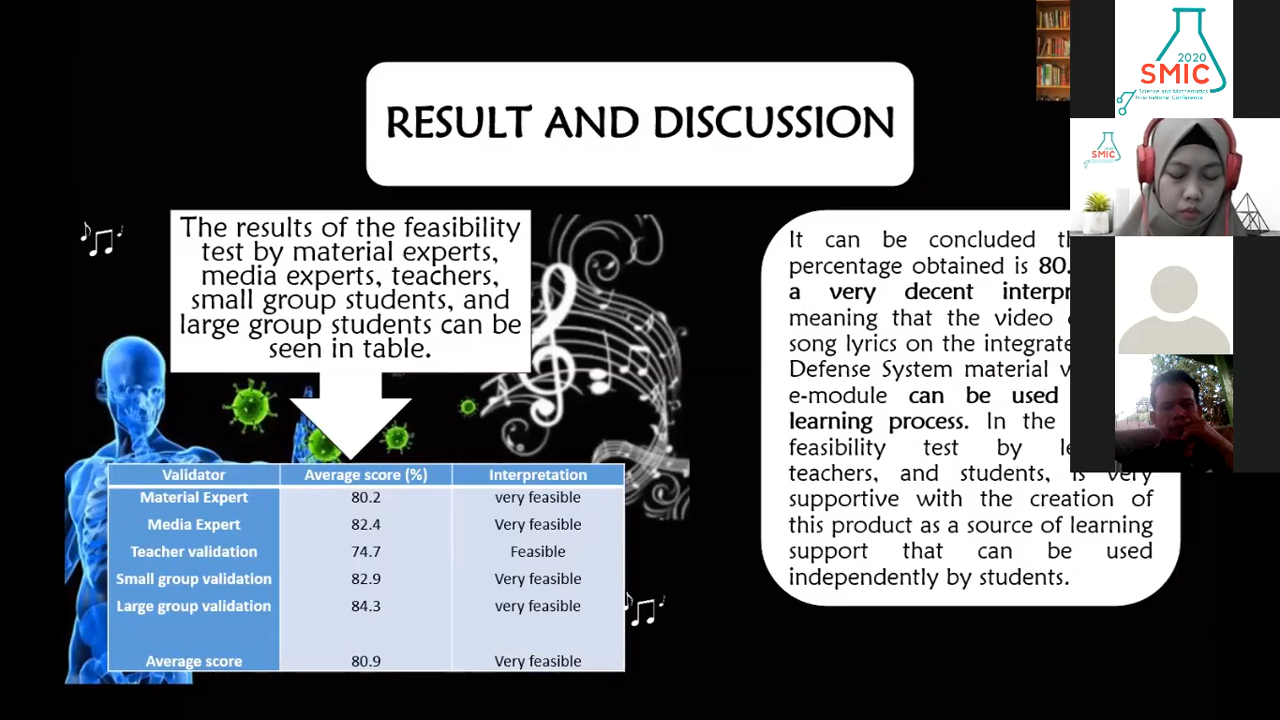 RESULT AND DISCUSSION
The results of the feasibility
test by material experts,
media experts, teachers,
small group students, and
large group students can be
seen in table.
Validator Average score (%) Interpretation
Material Expert 80.2 very feasible
Media Expert 82.4 Very feasible
Teacher validation 74.7 Feasible
Small group validation 82.9 Very feasible
Large group validation 84.3 very feasible
Average score 80.9 Very feasible
It can be concluded
percentage obtained is 80.
a very decent
meaning that the video
song lyrics on the integrate
Defense System material
e-module can be used
learning process. In the
feasibility test by
teachers, and students, is very
supportive with the creation of
this product as a source of learning
support that can be used
independently by students.
2020
SMIC
Science and Mathematics
International Conference
SMIC